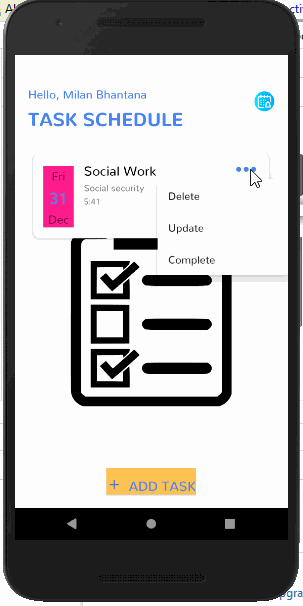 Hello, Milan Bhantana
TASK SCHEDULE
Fri
31
Dec
Social Work
Social security
5:41
Delete
Update
Complete
+ ADD TASK